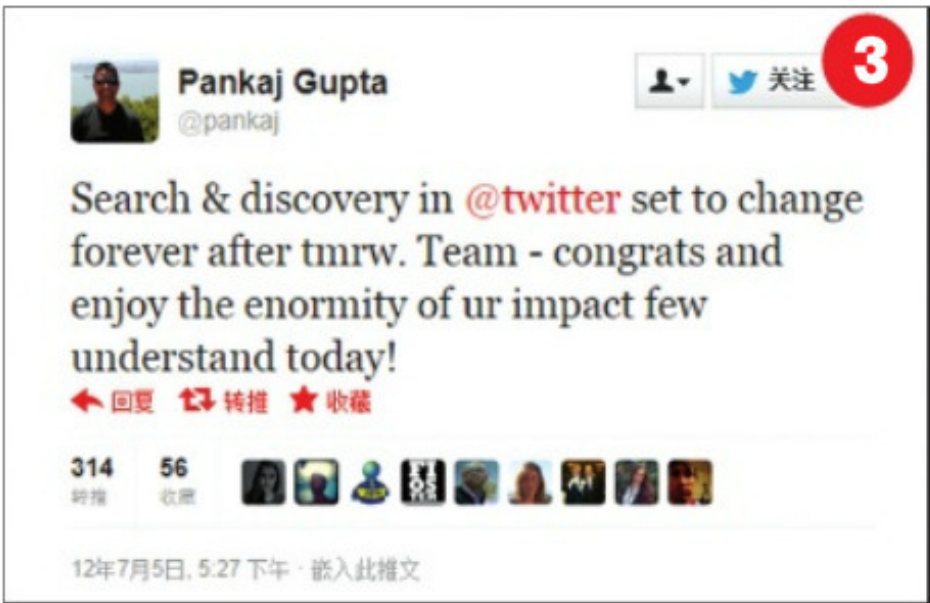 3
Pankaj Gupta
@pankaj
关注
Search & discovery in @twitter set to change
forever after tmrw. Team - congrats and
enjoy the enormity of ur impact few
understand today!
回复 转推 收藏
314 56
转推 收藏
12年7月5日, 5:27 下午 · 嵌入此推文